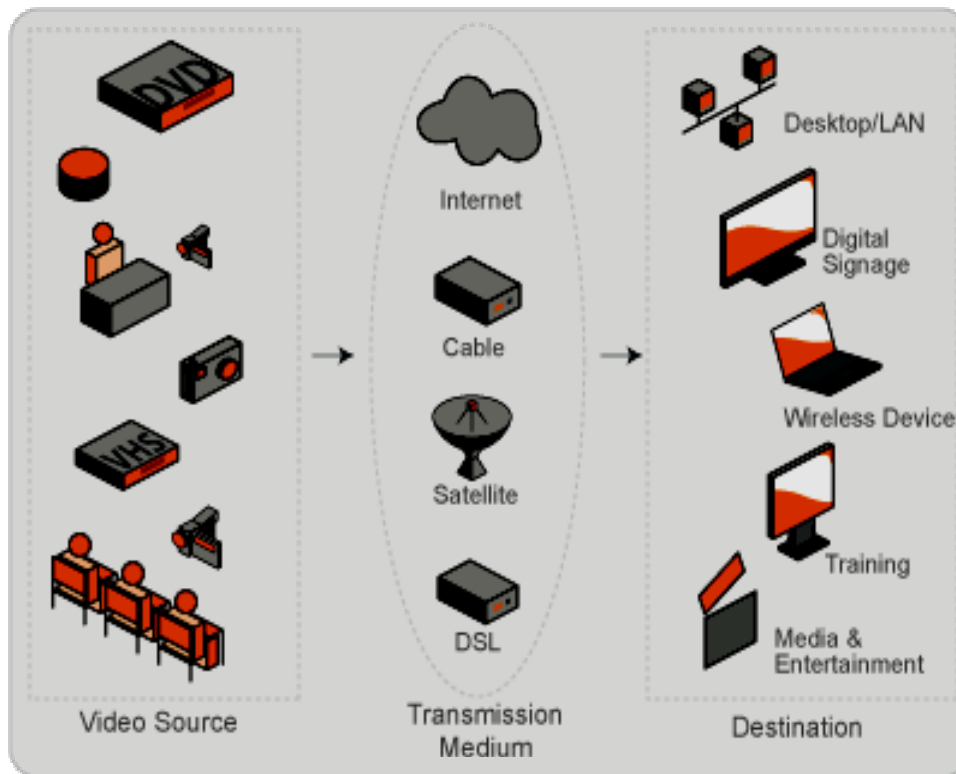 DVD
VHS
Video Source
Internet
Cable
Satellite
DSL
Transmission
Medium
Desktop/LAN
Digital
Signage
Wireless Device
Training
Media &
Entertainment
Destination